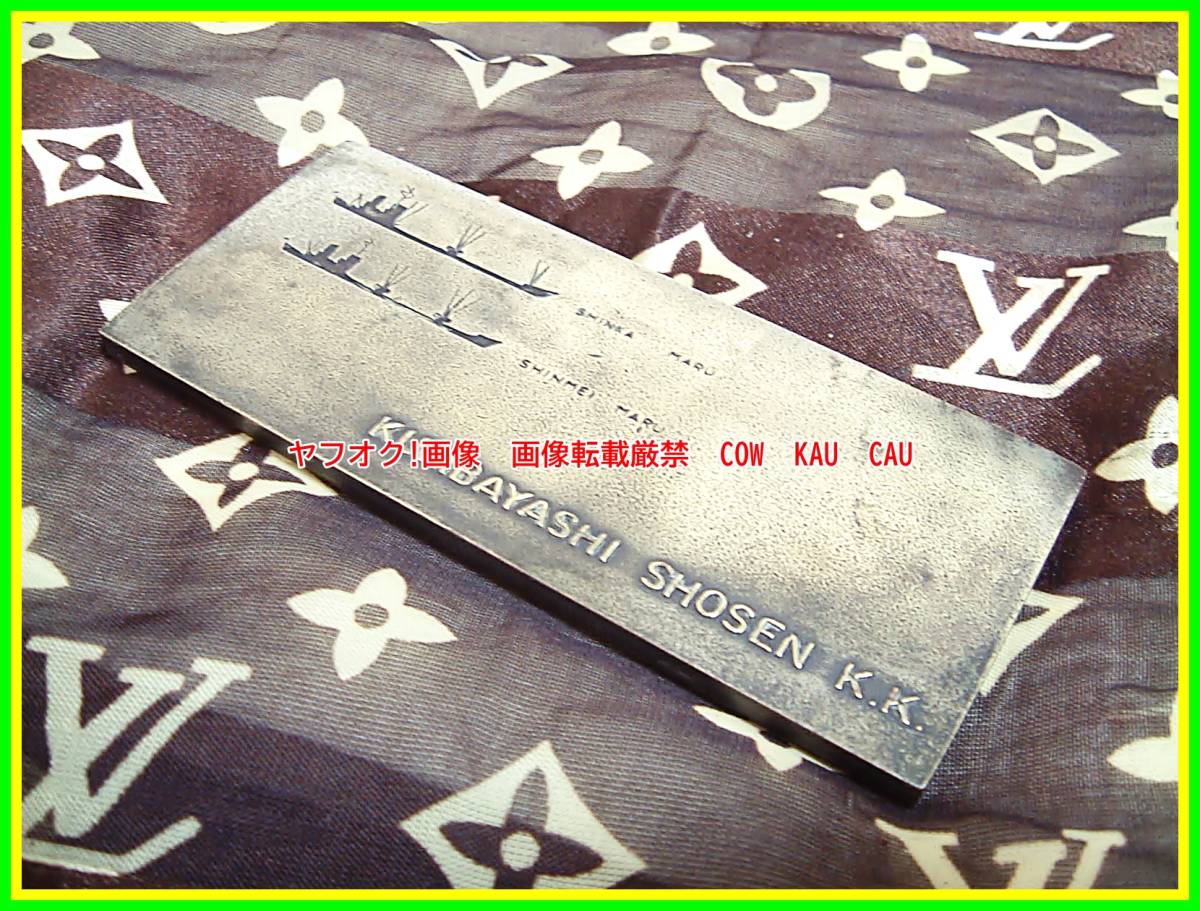 SHINKA MARU
SHINMEI MARU
ヤフオク!画像 画像転載厳禁 COW KAU CAU
BAYASHI SHOSEN K.K.